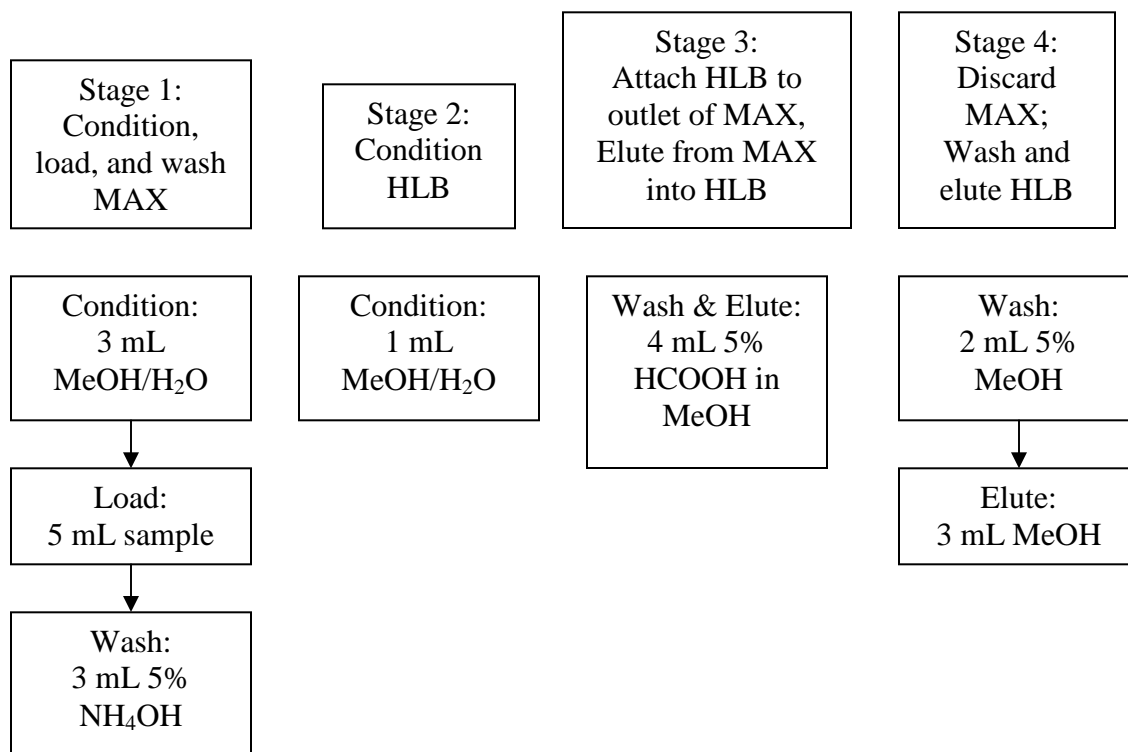 Stage 1:
Condition,
load, and wash
MAX
Stage 2:
Condition
HLB
Stage 3:
Attach HLB to
outlet of MAX,
Elute from MAX
into HLB
Stage 4:
Discard
MAX;
Wash and
elute HLB
Condition:
3 mL
MeOH/H₂O
Load:
5 mL sample
Wash:
3 mL 5%
NH₄OH
Condition:
1 mL
MeOH/H₂O
Wash & Elute:
4 mL 5%
HCOOH in
MeOH
Wash:
2 mL 5%
MeOH
Elute:
3 mL MeOH